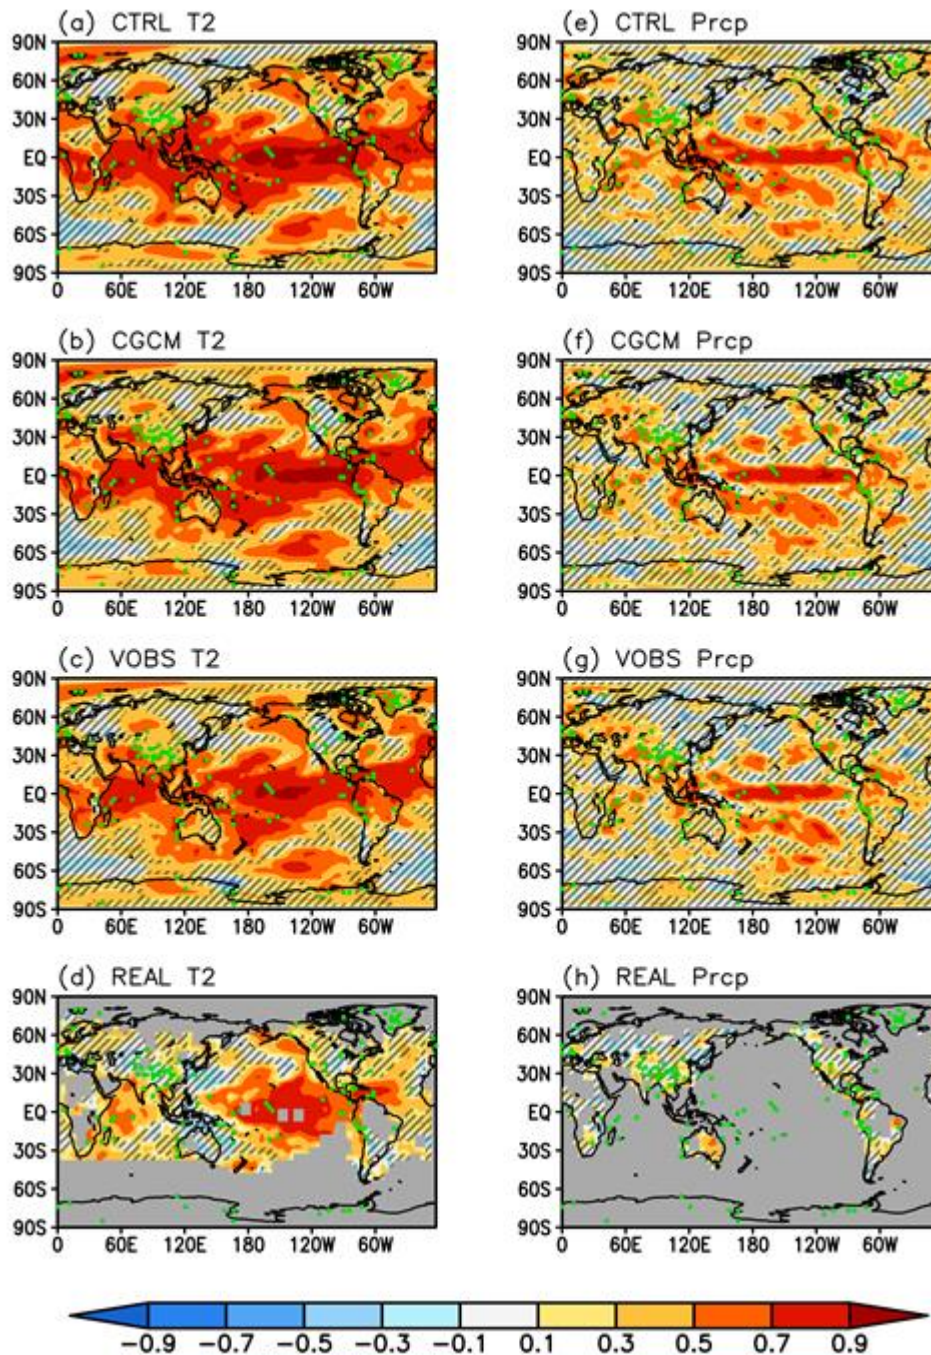 (a) CTRL T2
90N
60N
30N
EQ
30S
60S
90S
0 60E 120E 180 120W 60W
(e) CTRL Prcp
90N
60N
30N
EQ
30S
60S
90S
0 60E 120E 180 120W 60W
(b) CGCM T2
90N
60N
30N
EQ
30S
60S
90S
0 60E 120E 180 120W 60W
(f) CGCM Prcp
90N
60N
30N
EQ
30S
60S
90S
0 60E 120E 180 120W 60W
(c) VOBS T2
90N
60N
30N
EQ
30S
60S
90S
0 60E 120E 180 120W 60W
(g) VOBS Prcp
90N
60N
30N
EQ
30S
60S
90S
0 60E 120E 180 120W 60W
(d) REAL T2
90N
60N
30N
EQ
30S
60S
90S
0 60E 120E 180 120W 60W
(h) REAL Prcp
90N
60N
30N
EQ
30S
60S
90S
0 60E 120E 180 120W 60W
-0.9 -0.7 -0.5 -0.3 -0.1 0.1 0.3 0.5 0.7 0.9